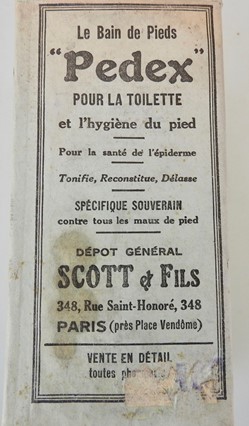 Le Bain de Pieds
"Pedex"
POUR LA TOILETTE
et l'hygiène du pied
Pour la santé de l'épiderme
Tonifie, Reconstitue, Délasse
SPÉCIFIQUE SOUVERAIN
contre tous les maux de pied
DÉPOT GÉNÉRAL
SCOTT & FILS
348, Rue Saint-Honoré, 348
PARIS (près Place Vendôme)
VENTE EN DÉTAIL
toutes